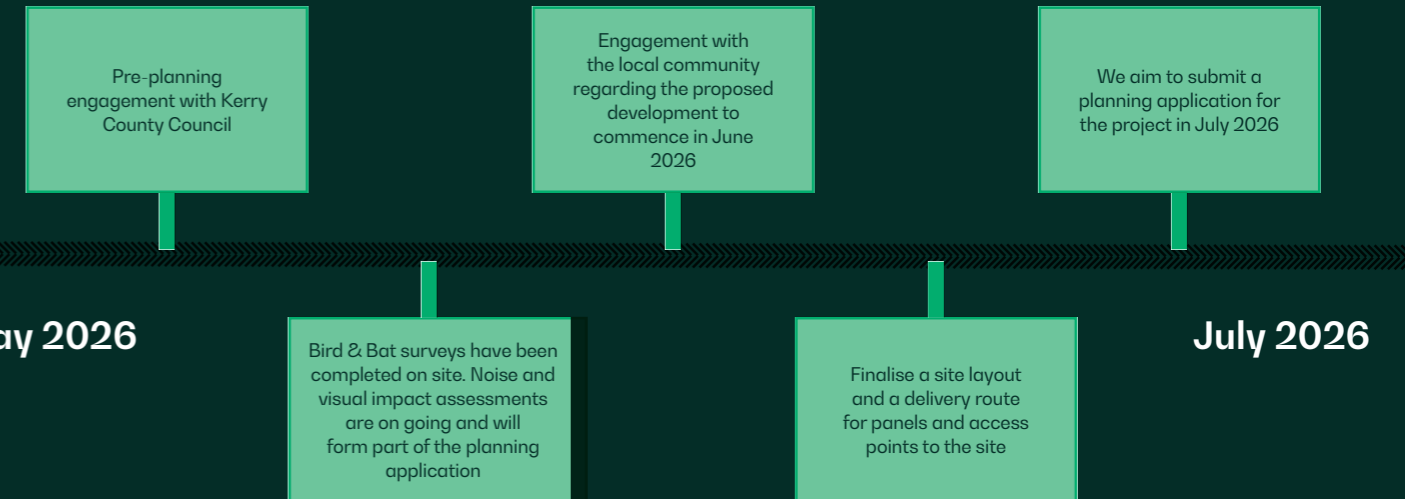 Pre-planning
engagement with Kerry
County Council
Engagement with
the local community
regarding the proposed
development to
commence in June
2026
We aim to submit a
planning application for
the project in July 2026
2026
July 2026
Bird & Bat surveys have been
completed on site. Noise and
visual impact assessments
are on going and will
form part of the planning
application
Finalise a site layout
and a delivery route
for panels and access
points to the site